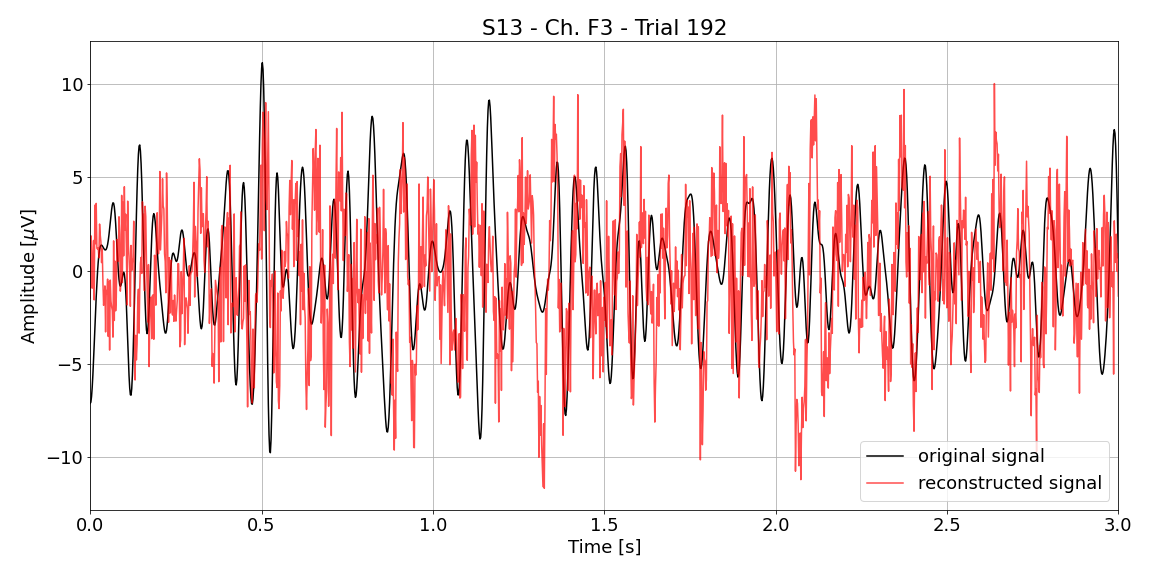 S13 - Ch. F3 - Trial 192
Amplitude [μV]
10
5
0
−5
−10
original signal
reconstructed signal
0.0 0.5 1.0 1.5 2.0 2.5 3.0
Time [s]